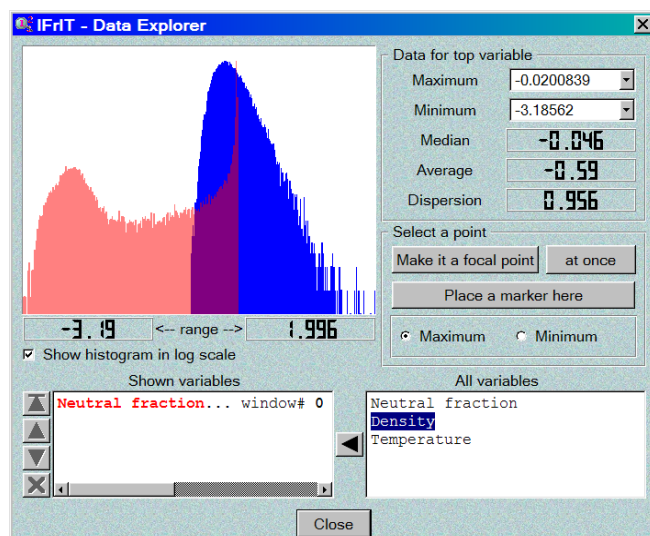 IFrIT - Data Explorer
Data for top variable
Maximum -0.0200839
Minimum -3.18562
Median -0.046
Average -0.59
Dispersion 0.956
Select a point
Make it a focal point at once
Place a marker here
Maximum Minimum
-3.19 <-- range --> 1.996
Show histogram in log scale
Shown variables
Neutral fraction... window# 0
All variables
Neutral fraction
Density
Temperature
Close